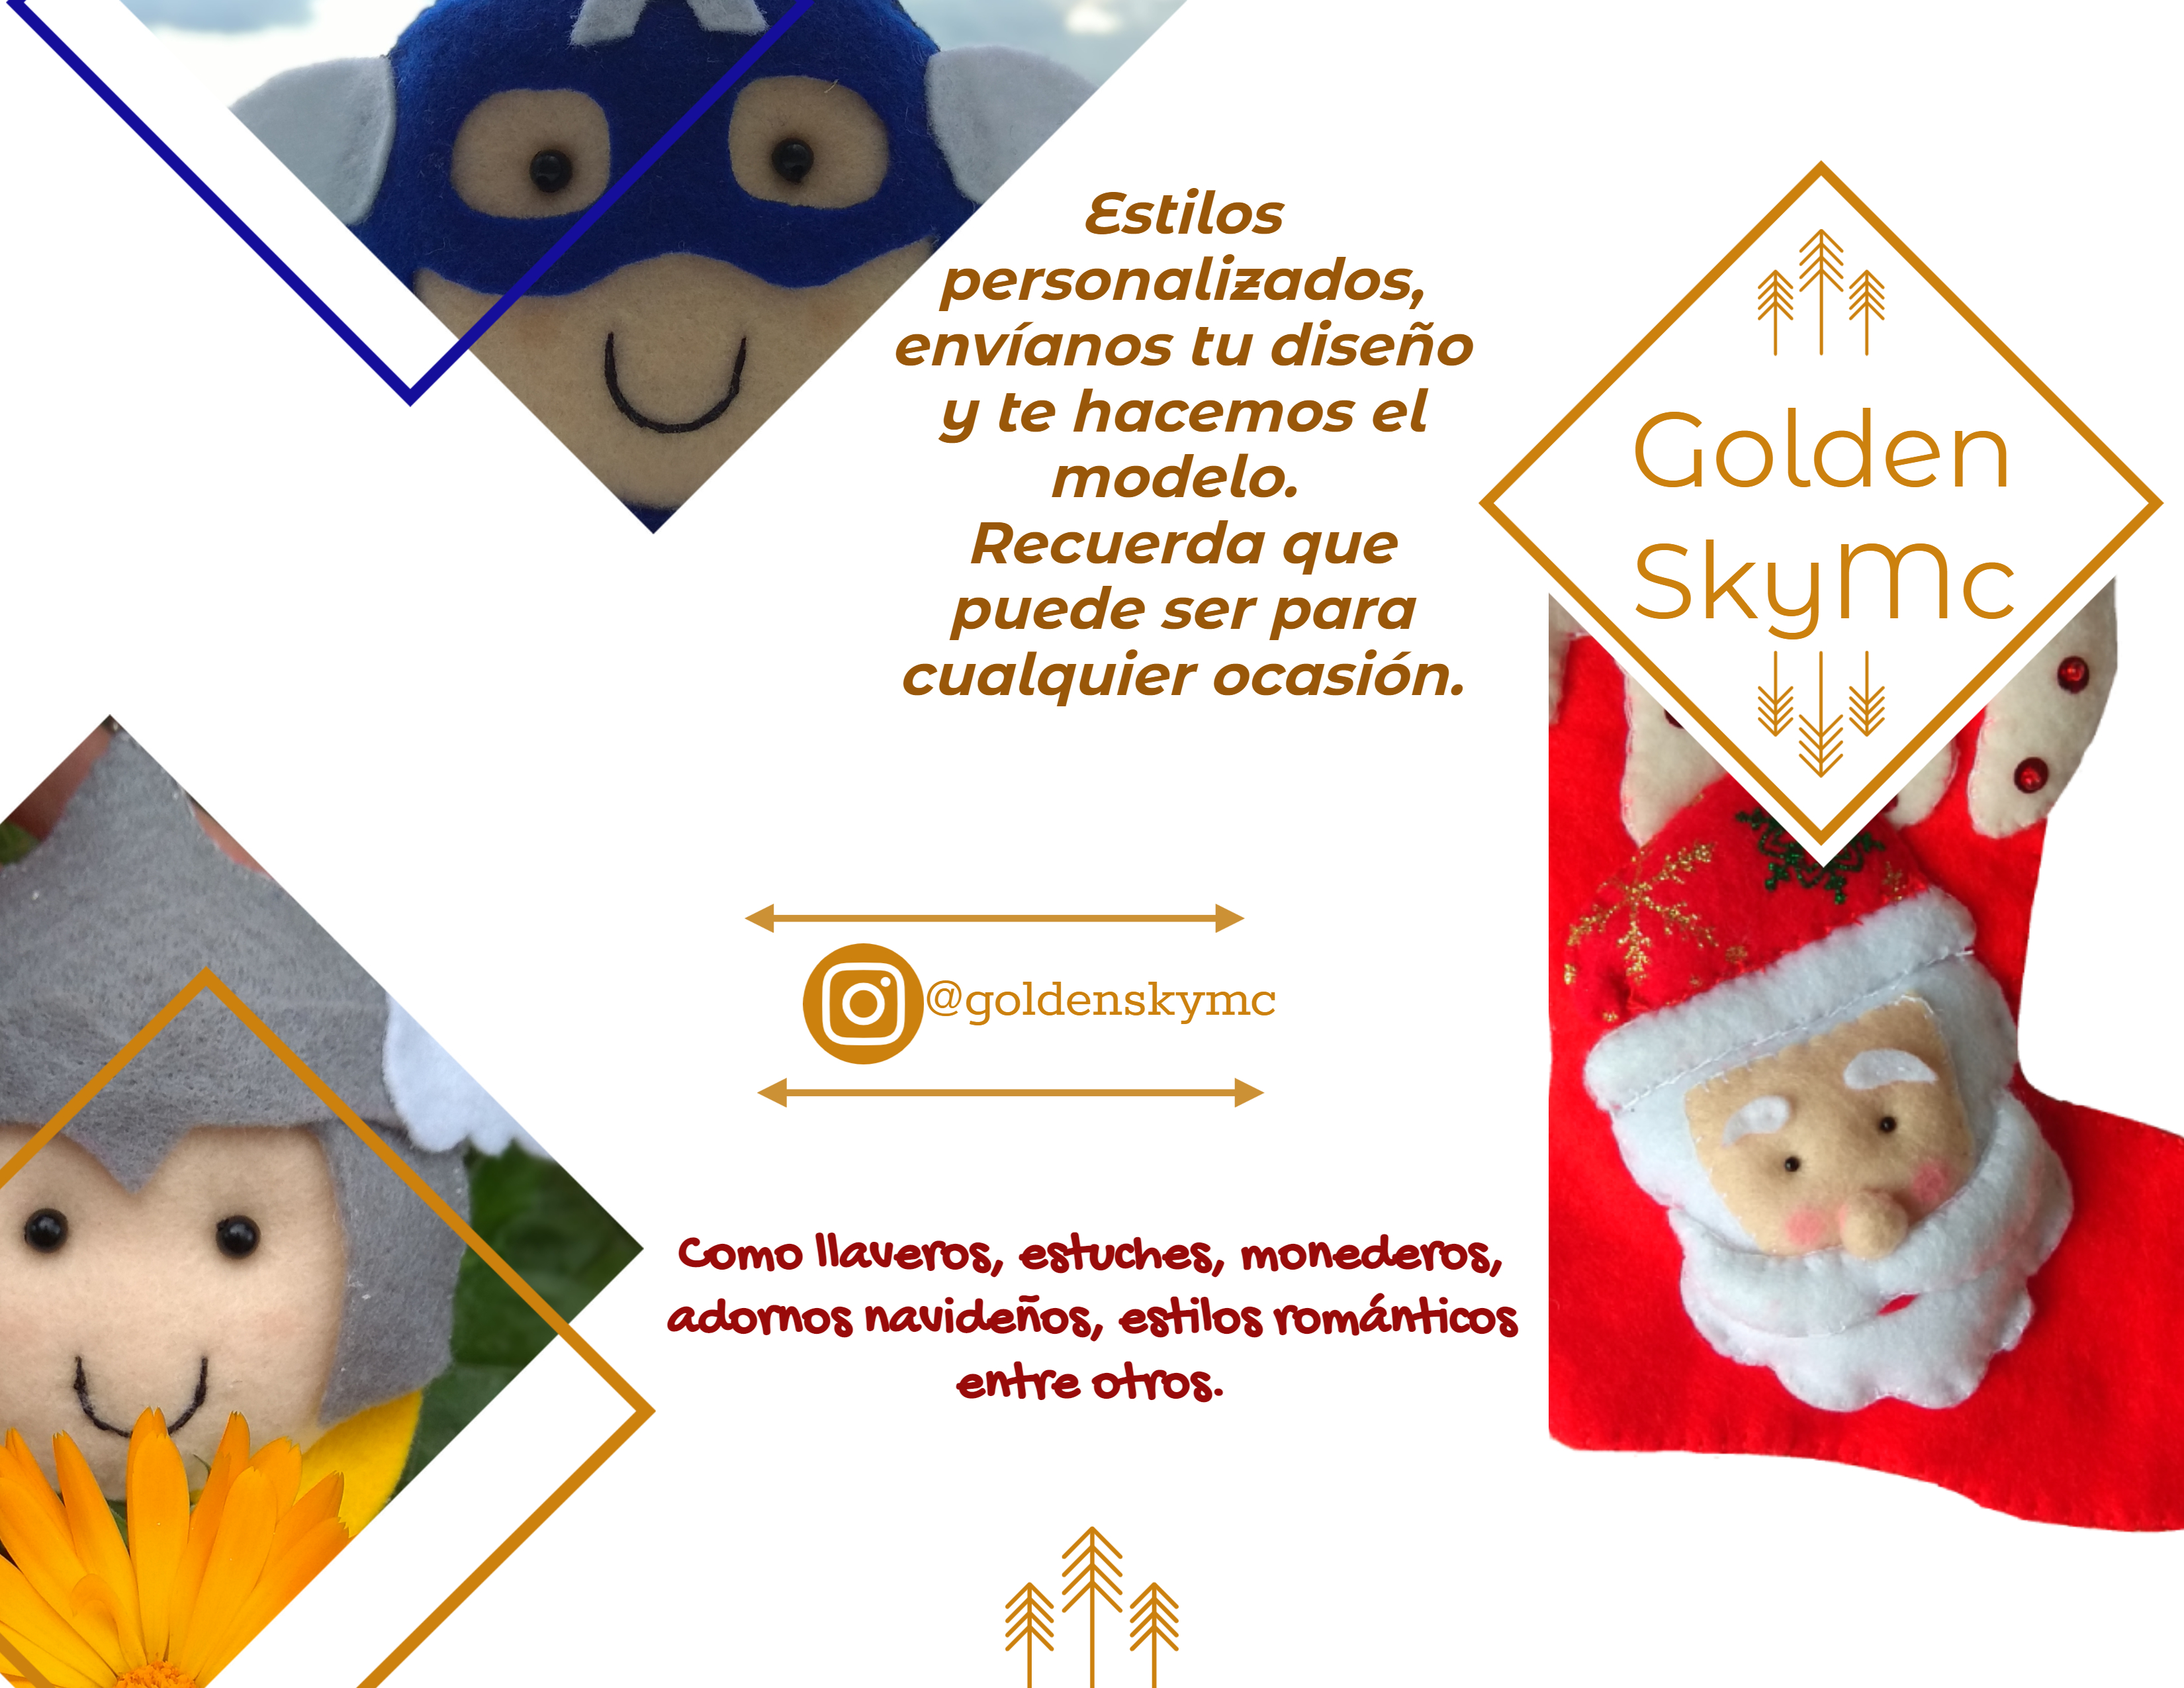 Estilos
personalizados,
envíanos tu diseño
y te hacemos el
modelo.
Recuerda que
puede ser para
cualquier ocasión.
Golden
SkyMc
@goldenskymc
Como llaveros, estuches, monederos,
adornos navideños, estilos románticos
entre otros.